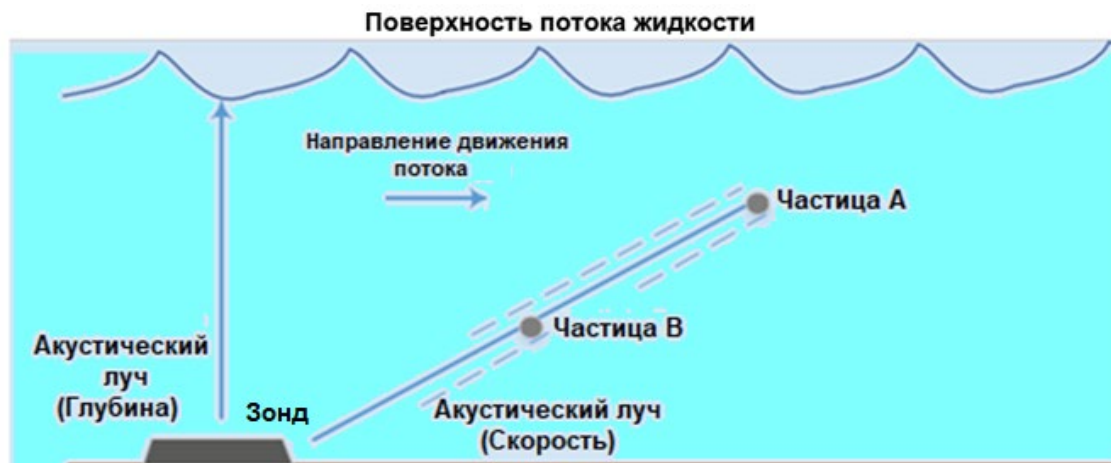 Поверхность потока жидкости
Направление движения
потока
Частица А
Частица В
Акустический
луч
(Глубина)
Зонд
Акустический луч
(Скорость)